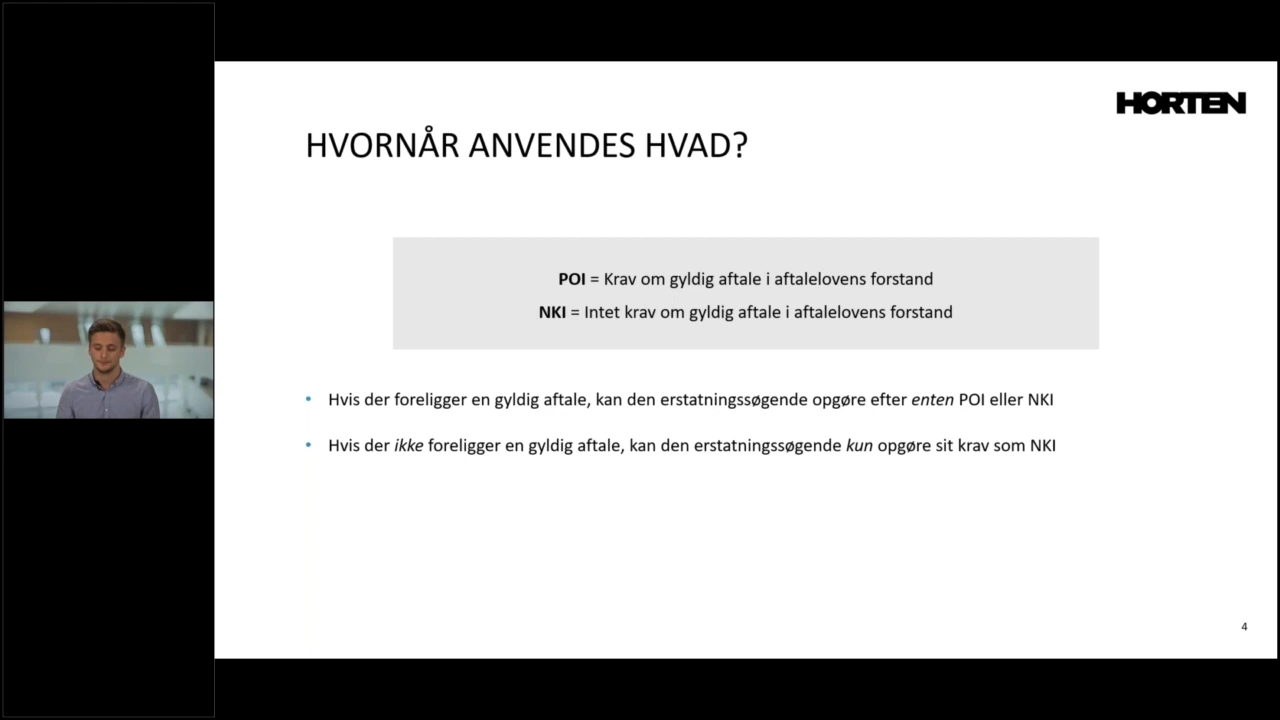 HORTEN
HVORNÅR ANVENDES HVAD?
POI = Krav om gyldig aftale i aftalelovens forstand
NKI = Intet krav om gyldig aftale i aftalelovens forstand
• Hvis der foreligger en gyldig aftale, kan den erstatningssøgende opgøre efter enten POI eller NKI
• Hvis der ikke foreligger en gyldig aftale, kan den erstatningssøgende kun opgøre sit krav som NKI
4